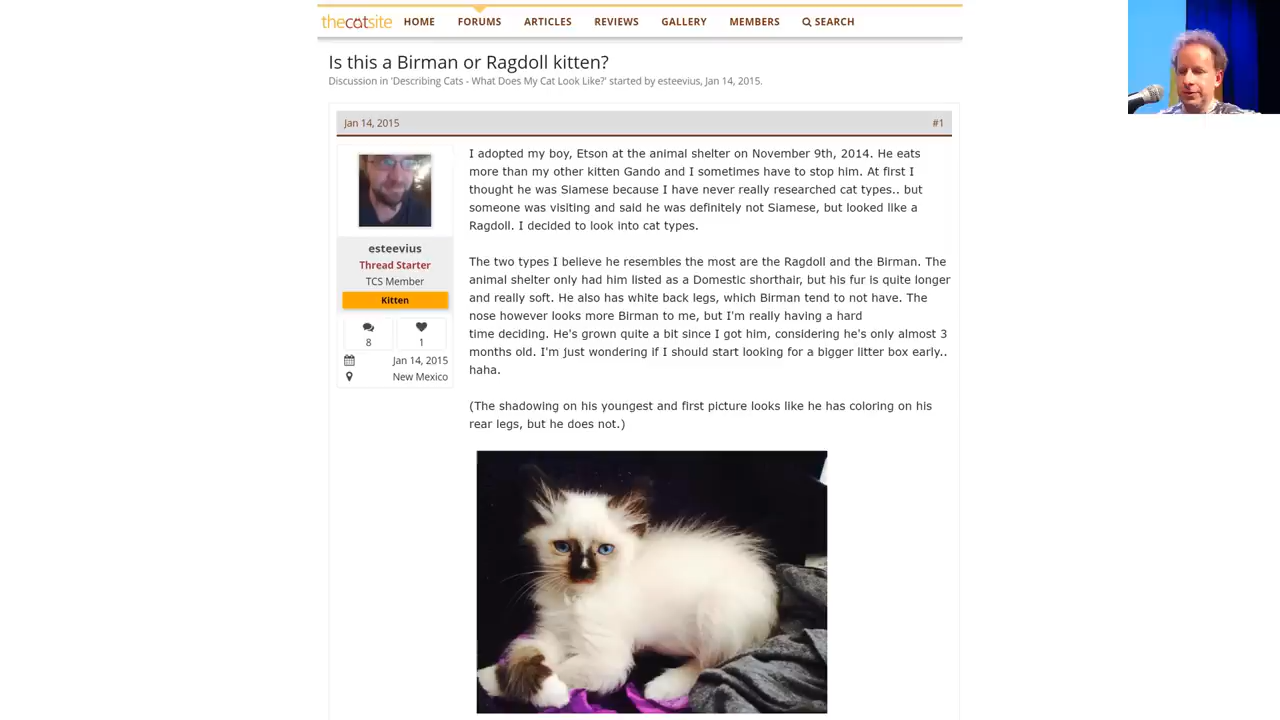 thecatsite HOME FORUMS ARTICLES REVIEWS GALLERY MEMBERS SEARCH
Is this a Birman or Ragdoll kitten?
Discussion in 'Describing Cats - What Does My Cat Look Like?' started by esteevius, Jan 14, 2015.
Jan 14, 2015 #1
esteevius
Thread Starter
TCS Member
Kitten
8 1
Jan 14, 2015
New Mexico
I adopted my boy, Etson at the animal shelter on November 9th, 2014. He eats
more than my other kitten Gando and I sometimes have to stop him. At first I
thought he was Siamese because I have never really researched cat types.. but
someone was visiting and said he was definitely not Siamese, but looked like a
Ragdoll. I decided to look into cat types.
The two types I believe he resembles the most are the Ragdoll and the Birman. The
animal shelter only had him listed as a Domestic shorthair, but his fur is quite longer
and really soft. He also has white back legs, which Birman tend to not have. The
nose however looks more Birman to me, but I'm really having a hard
time deciding. He's grown quite a bit since I got him, considering he's only almost 3
months old. I'm just wondering if I should start looking for a bigger litter box early..
haha.
(The shadowing on his youngest and first picture looks like he has coloring on his
rear legs, but he does not.)